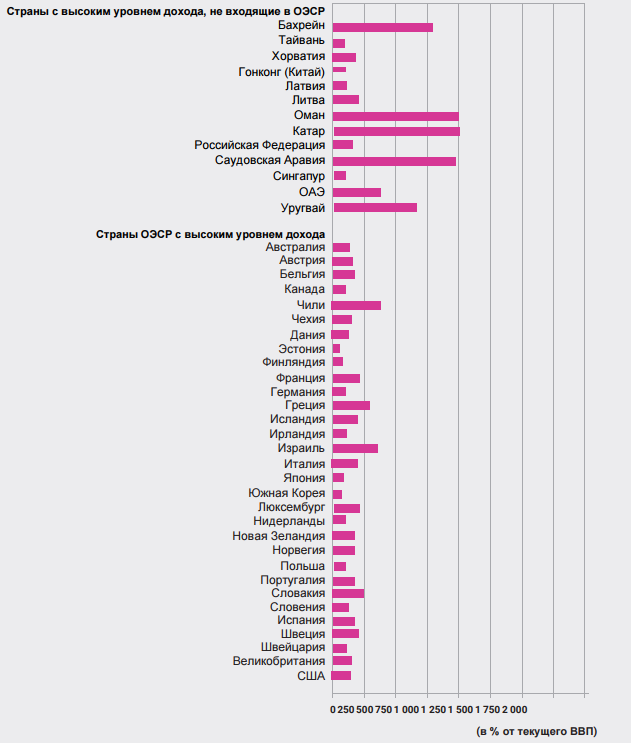 Страны с высоким уровнем дохода, не входящие в ОЭСР
Бахрейн
Тайвань
Хорватия
Гонконг (Китай)
Латвия
Литва
Оман
Катар
Российская Федерация
Саудовская Аравия
Сингапур
ОАЭ
Уругвай
Страны ОЭСР с высоким уровнем дохода
Австралия
Австрия
Бельгия
Канада
Чили
Чехия
Дания
Эстония
Финляндия
Франция
Германия
Греция
Исландия
Ирландия
Израиль
Италия
Япония
Южная Корея
Люксембург
Нидерланды
Новая Зеландия
Норвегия
Польша
Португалия
Словакия
Словения
Испания
Швеция
Швейцария
Великобритания
США
0 250 500 750 1 000 1 250 1 500 1 750 2 000
(в % от текущего ВВП)